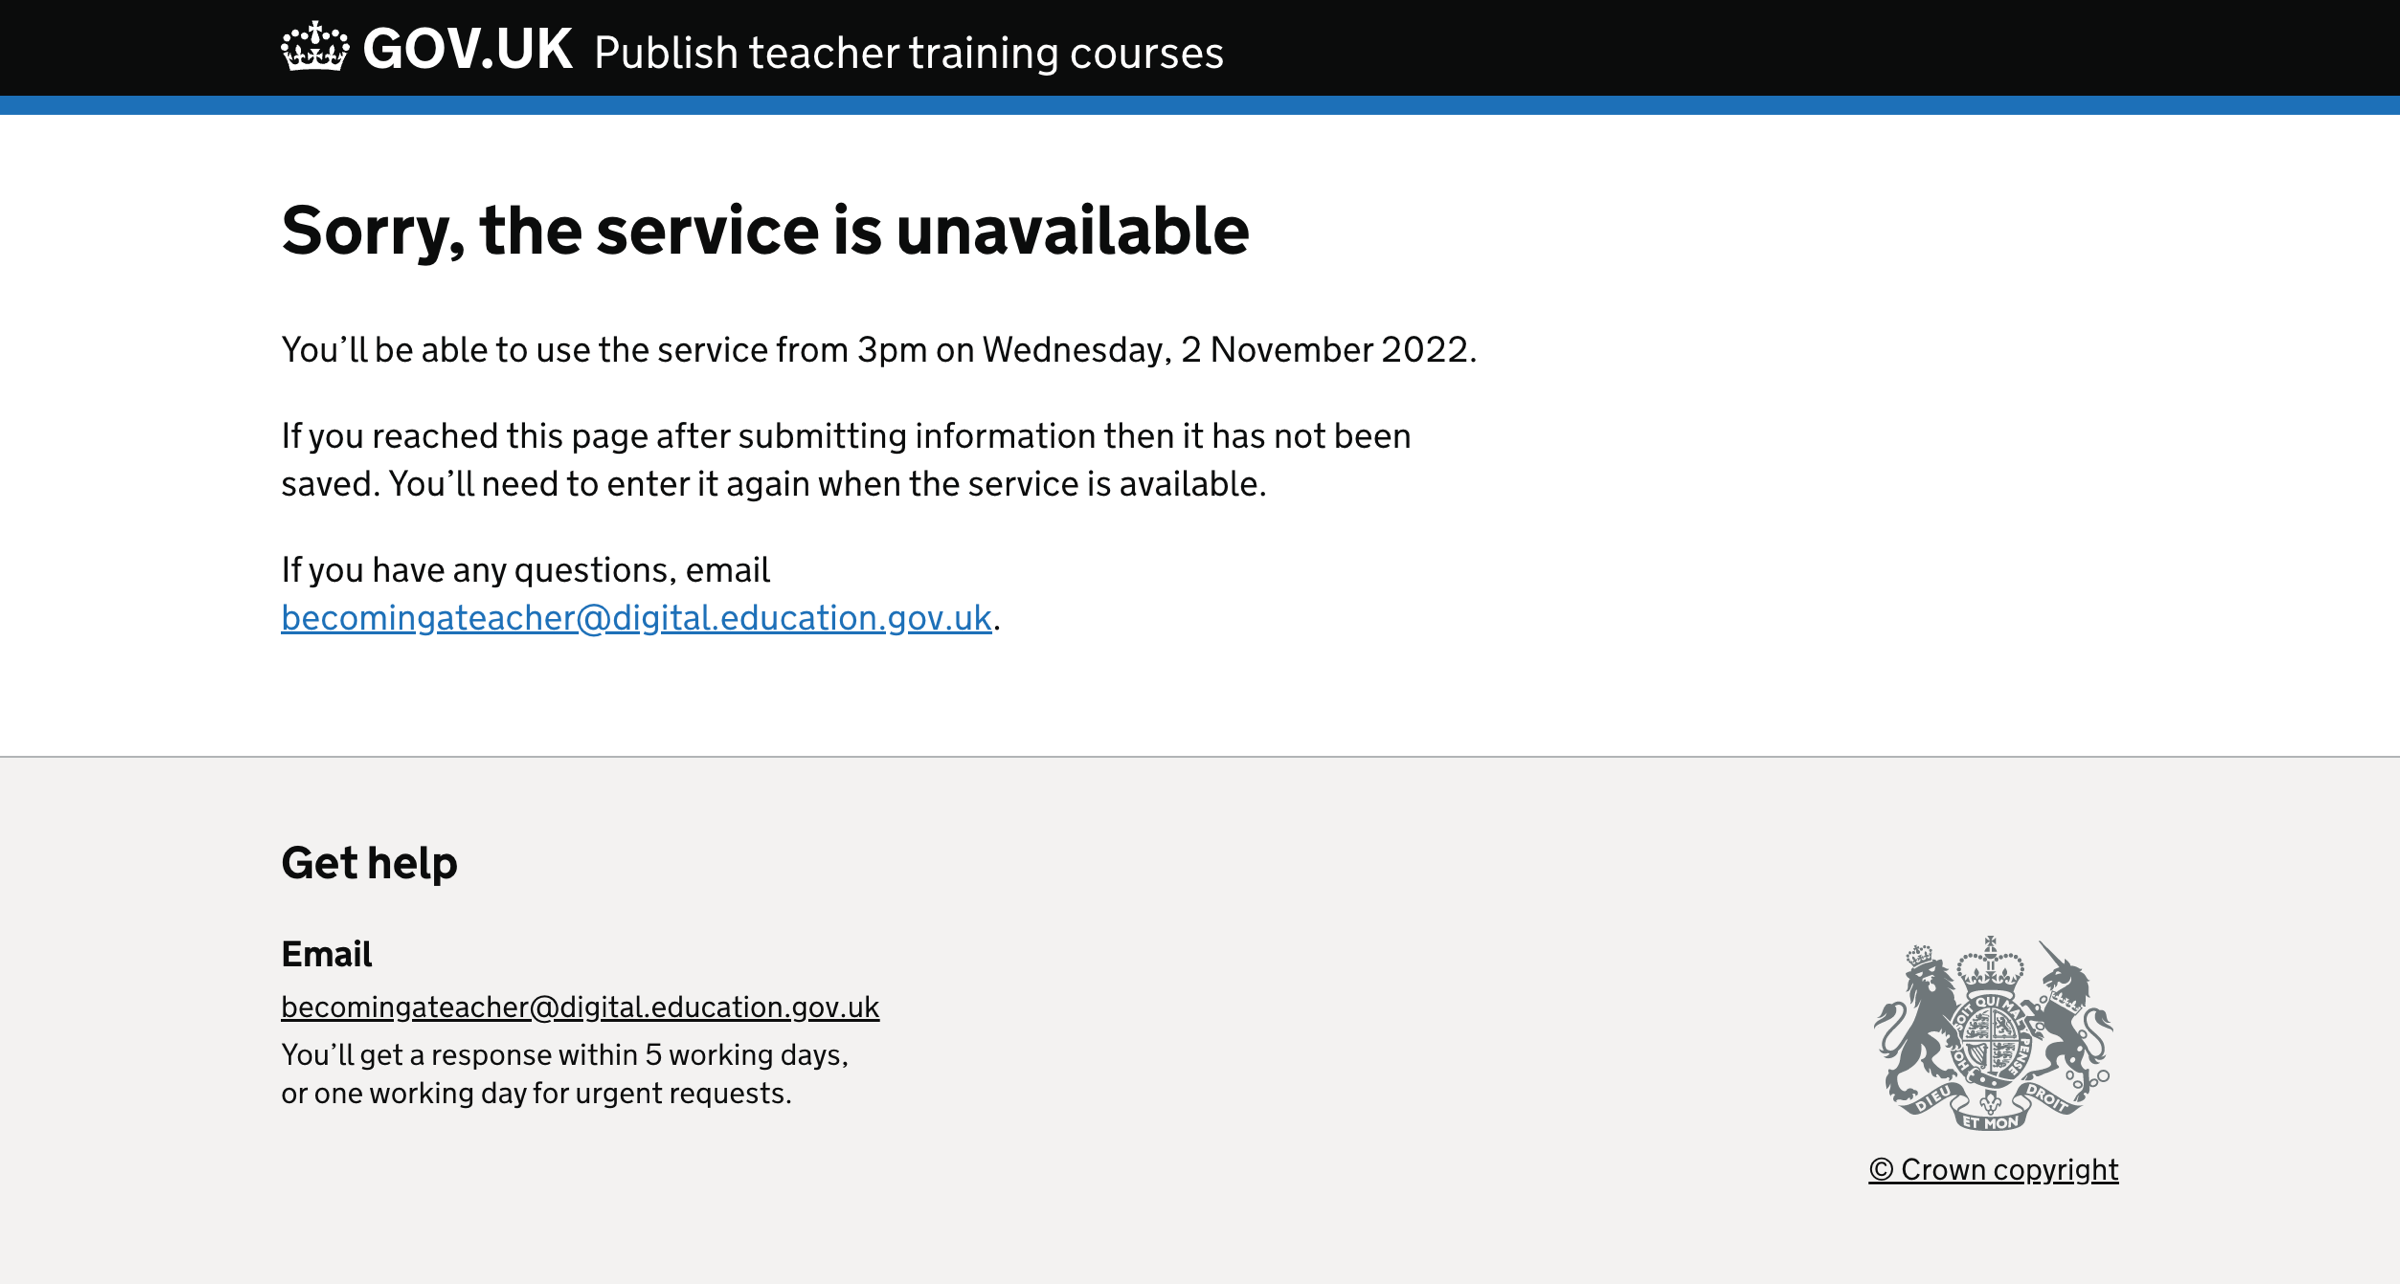 GOV.UK Publish teacher training courses
Sorry, the service is unavailable
You’ll be able to use the service from 3pm on Wednesday, 2 November 2022.
If you reached this page after submitting information then it has not been
saved. You’ll need to enter it again when the service is available.
If you have any questions, email
becomingateacher@digital.education.gov.uk.
Get help
Email
becomingateacher@digital.education.gov.uk
You’ll get a response within 5 working days,
or one working day for urgent requests.
HONI SOIT QUI MAL PENSE
DIEU ET MON DROIT
© Crown copyright